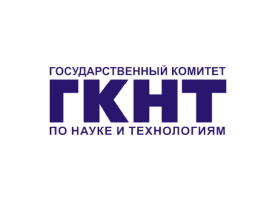 ГОСУДАРСТВЕННЫЙ КОМИТЕТ
ГКНТ
ПО НАУКЕ И ТЕХНОЛОГИЯМ